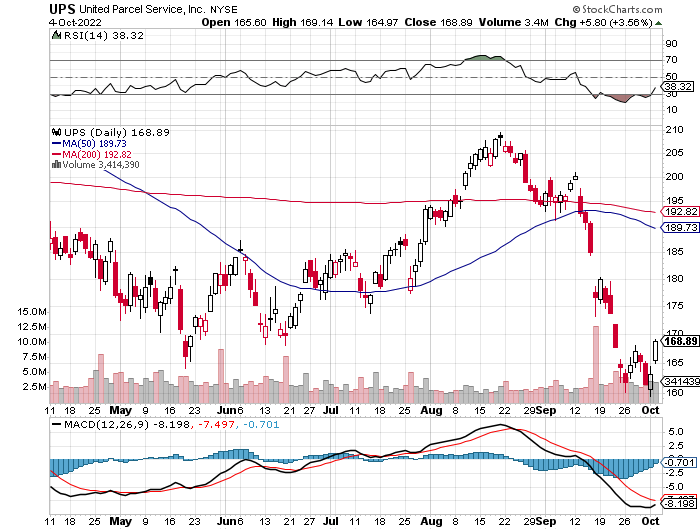 UPS United Parcel Service, Inc. NYSE
© StockCharts.com
4-Oct-2022
Open 165.60 High 169.14 Low 164.97 Close 168.89 Volume 3.4M Chg +5.80 (+3.56%)
RSI(14) 38.32
90
70
50
38.32
30
10
UPS (Daily) 168.89
MA(50) 189.73
MA(200) 192.82
Volume 3,414,390
210
205
200
195
192.82
189.73
185
180
175
170
168.89
165
160
15.0M
12.5M
10.0M
7.5M
5.0M
2.5M
3414390
11 18 25 May 9 16 23 Jun 6 13 21 27 Jul 11 18 25 Aug 8 15 22 29 Sep 12 19 26 Oct
MACD(12,26,9) -8.198, -7.497, -0.701
5.0
2.5
0.0
-0.701
-2.5
-5.0
-7.497
-8.198
11 18 25 May 9 16 23 Jun 6 13 21 27 Jul 11 18 25 Aug 8 15 22 29 Sep 12 19 26 Oct